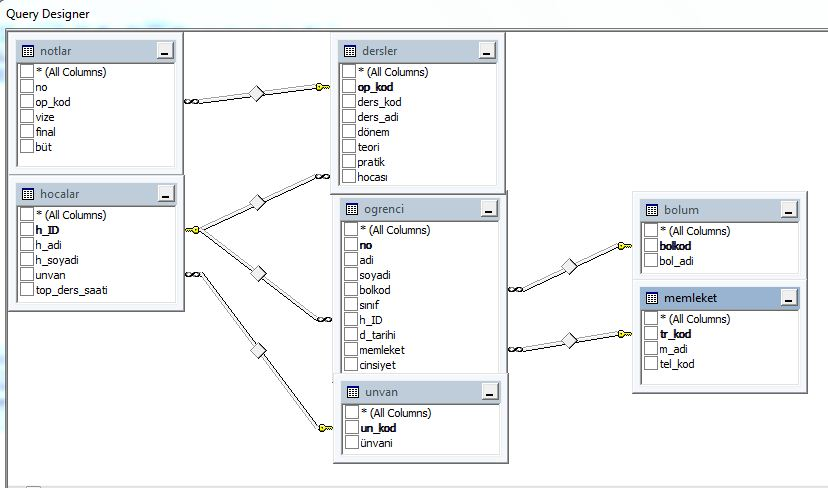 Query Designer
notlar
* (All Columns)
no
op_kod
vize
final
büt
dersler
* (All Columns)
op_kod
ders_kod
ders_adi
dönem
teori
pratik
hocası
hocalar
* (All Columns)
h_ID
h_adi
h_soyadi
unvan
top_ders_saati
ogrenci
* (All Columns)
no
adi
soyadi
bolkod
sınıf
h_ID
d_tarihi
memleket
cinsiyet
bolum
* (All Columns)
bolkod
bol_adi
memleket
* (All Columns)
tr_kod
m_adi
tel_kod
unvan
* (All Columns)
un_kod
ünvani